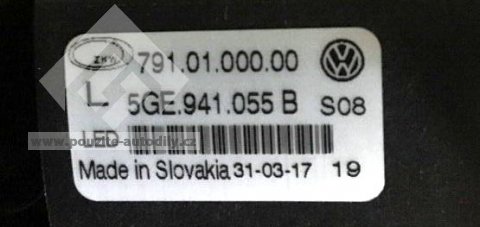 ZKW 791.01.000.00
L 5GE.941.055 B S08
www.pouzite-autodily.cz
LED
Made in Slovakia 31-03-17 19